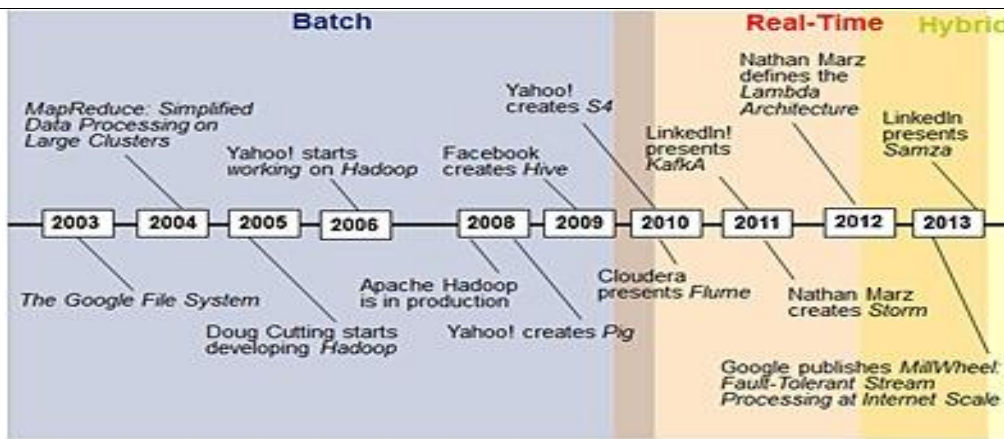 Batch
Real-Time
Hybrid
MapReduce: Simplified
Data Processing on
Large Clusters
Yahoo! starts
working on Hadoop
Facebook
creates Hive
Yahoo!
creates S4
LinkedIn!
presents
KafkA
Nathan Marz
defines the
Lambda
Architecture
LinkedIn
presents
Samza
2003
2004
2005
2006
2008
2009
2010
2011
2012
2013
The Google File System
Doug Cutting starts
developing Hadoop
Apache Hadoop
is in production
Yahoo! creates Pig
Cloudera
presents Flume
Nathan Marz
creates Storm
Google publishes MillWheel:
Fault-Tolerant Stream
Processing at Internet Scale